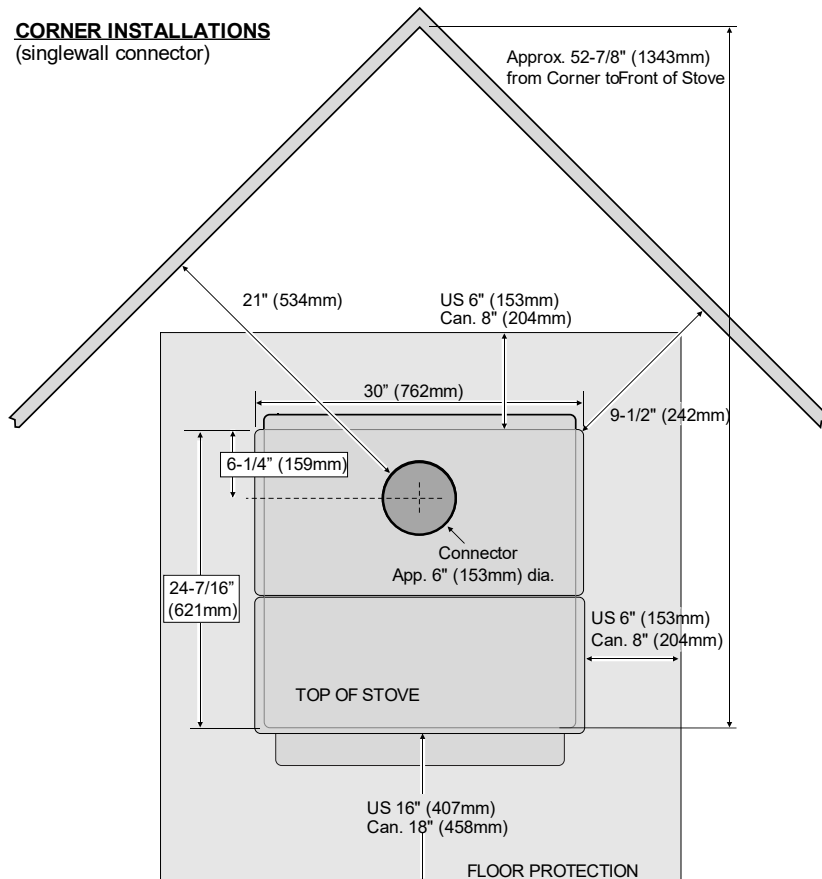 CORNER INSTALLATIONS
(singlewall connector)
Approx. 52-7/8" (1343mm)
from Corner toFront of Stove
21" (534mm)
US 6" (153mm)
Can. 8" (204mm)
30” (762mm)
9-1/2" (242mm)
6-1/4” (159mm)
Connector
App. 6" (153mm) dia.
24-7/16”
(621mm)
US 6" (153mm)
Can. 8" (204mm)
TOP OF STOVE
US 16" (407mm)
Can. 18" (458mm)
FLOOR PROTECTION